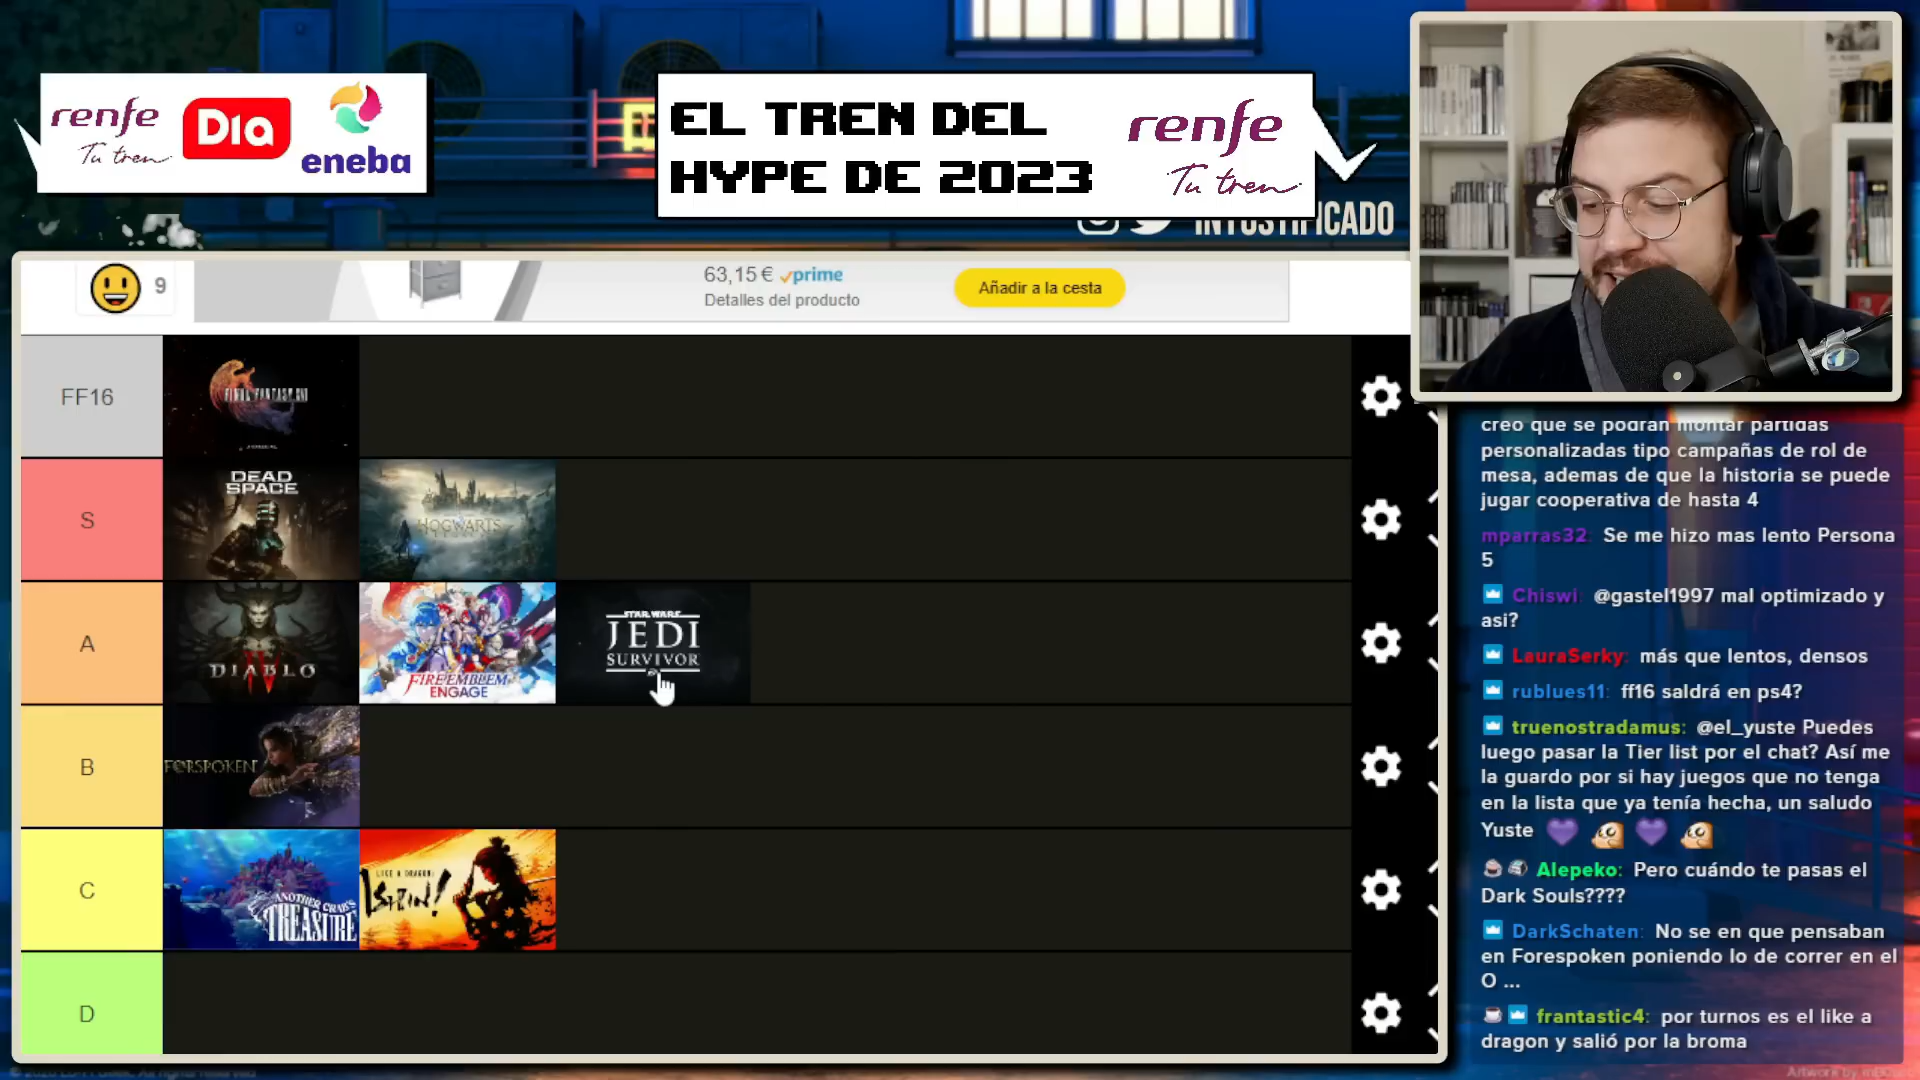 renfe
Tu tren
Dia
eneba
EL TREN DEL
HYPE DE 2023
renfe
Tu tren
INTUSTIFICADO
9
63,15 € prime
Detalles del producto
Añadir a la cesta
FF16
FINAL FANTASY XVI
S
DEAD
SPACE
HOGWARTS
A
DIABLO
IV
FIRE EMBLEM
ENGAGE
STAR WARS
JEDI
SURVIVOR
B
FORSPOKEN
C
ANOTHER CRAB'S
TREASURE
LIKE A DRAGON:
ISHIN!
D
creo que se podrán montar partidas
personalizadas tipo campañas de rol de
mesa, ademas de que la historia se puede
jugar cooperativa de hasta 4
mparras32: Se me hizo mas lento Persona
5
Chiswi: @gastel1997 mal optimizado y
asi?
LauraSerky: más que lentos, densos
rublues11: ff16 saldrá en ps4?
truenostradamus: @el_yuste Puedes
luego pasar la Tier list por el chat? Así me
la guardo por si hay juegos que no tenga
en la lista que ya tenía hecha, un saludo
Yuste
Alepeko: Pero cuándo te pasas el
Dark Souls????
DarkSchaten: No se en que pensaban
en Forespoken poniendo lo de correr en el
O ...
frantastic4: por turnos es el like a
dragon y salió por la broma